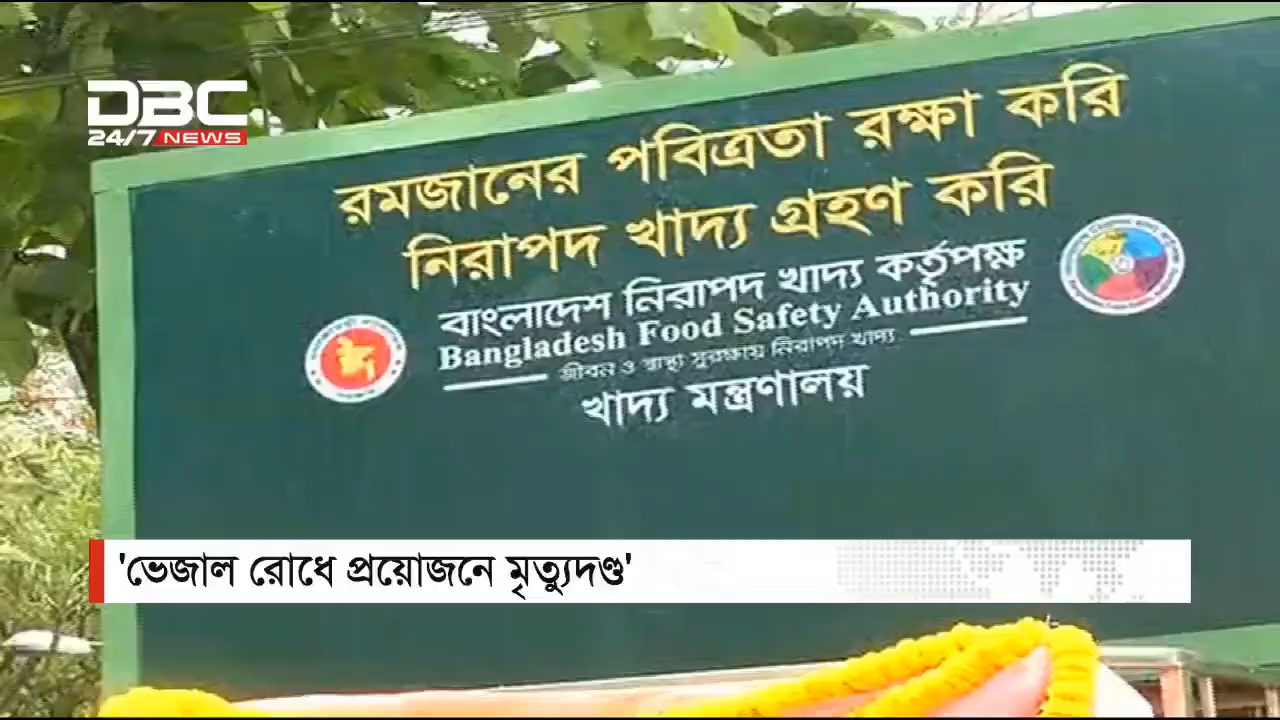 DBC
24/7 NEWS
রমজানের পবিত্রতা রক্ষা করি
নিরাপদ খাদ্য গ্রহণ করি
বাংলাদেশ নিরাপদ খাদ্য কর্তৃপক্ষ
Bangladesh Food Safety Authority
জীবন ও স্বাস্থ্য সুরক্ষায় নিরাপদ খাদ্য
খাদ্য মন্ত্রণালয়
'ভেজাল রোধে প্রয়োজনে মৃত্যুদণ্ড'